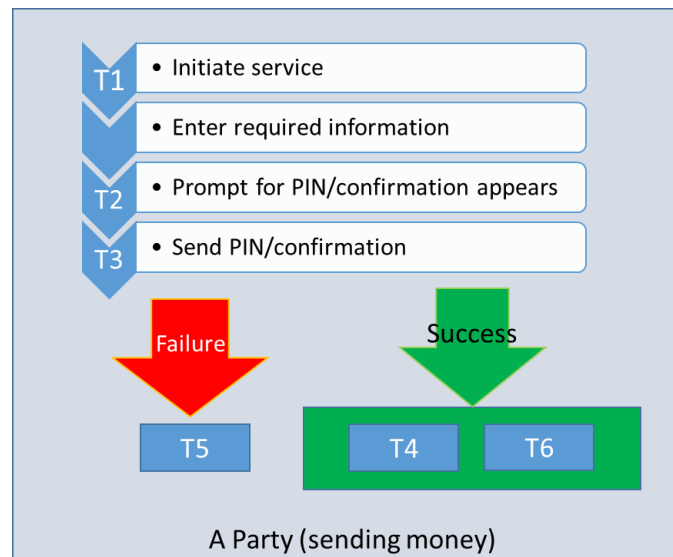 T1 • Initiate service
• Enter required information
T2 • Prompt for PIN/confirmation appears
T3 • Send PIN/confirmation
Failure
Success
T5
T4
T6
A Party (sending money)